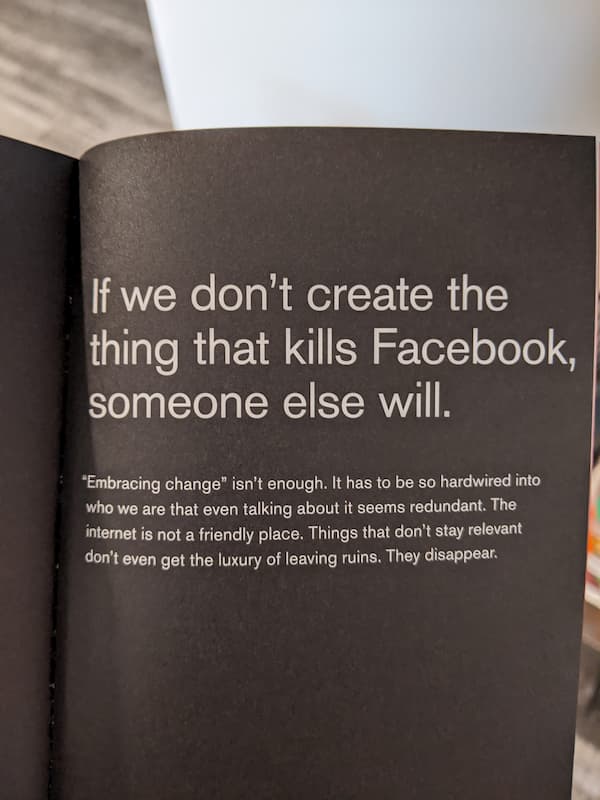 If we don't create the
thing that kills Facebook,
someone else will.
"Embracing change" isn't enough. It has to be so hardwired into
who we are that even talking about it seems redundant. The
internet is not a friendly place. Things that don't stay relevant
don't even get the luxury of leaving ruins. They disappear.